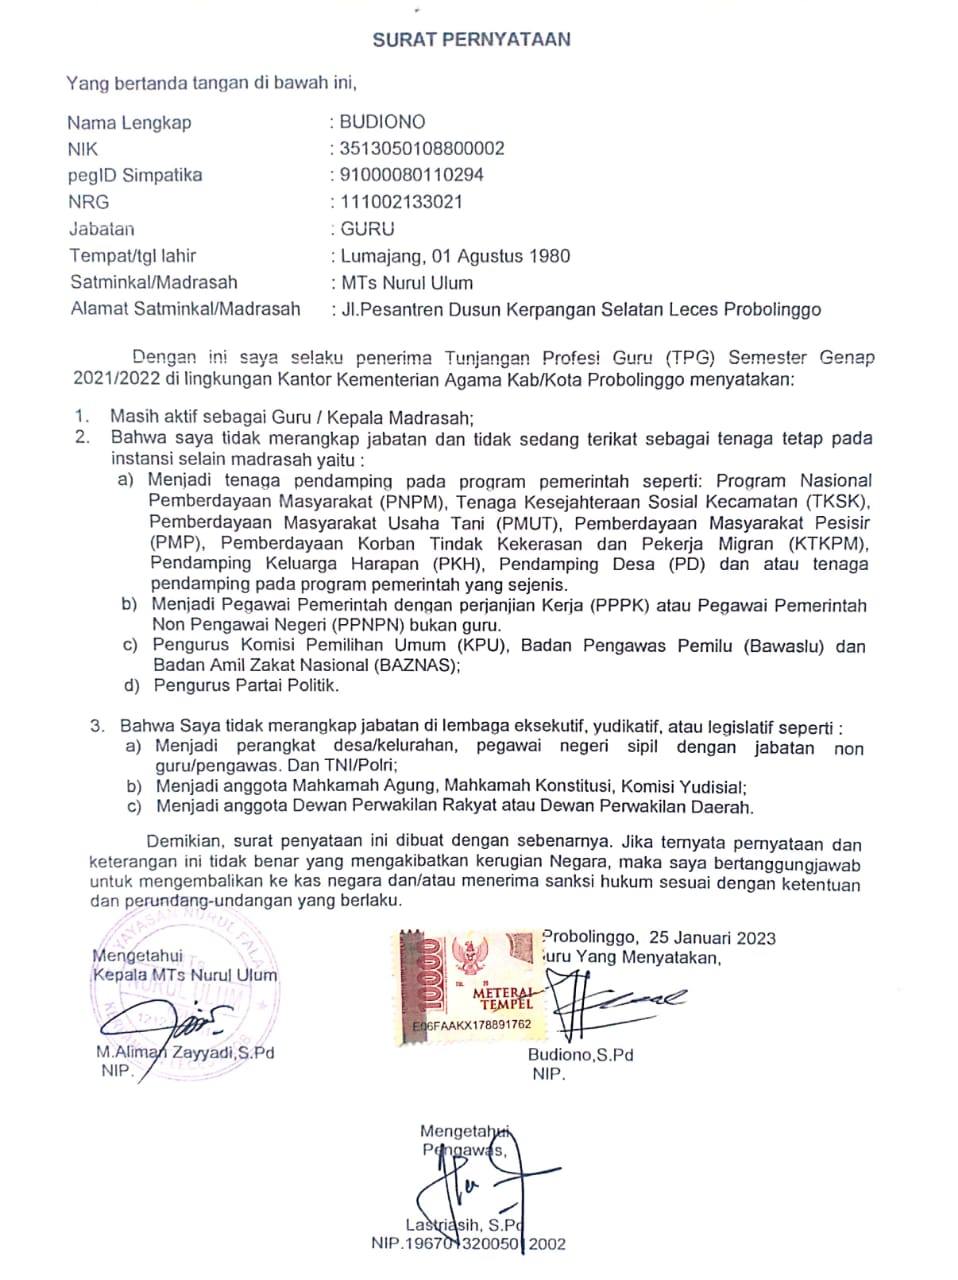 SURAT PERNYATAAN
Yang bertanda tangan di bawah ini,
Nama Lengkap : BUDIONO
NIK : 3513050108800002
pegID Simpatika : 91000080110294
NRG : 111002133021
Jabatan : GURU
Tempat/tgl lahir : Lumajang, 01 Agustus 1980
Satminkal/Madrasah : MTs Nurul Ulum
Alamat Satminkal/Madrasah : Jl.Pesantren Dusun Kerpangan Selatan Leces Probolinggo
Dengan ini saya selaku penerima Tunjangan Profesi Guru (TPG) Semester Genap
2021/2022 di lingkungan Kantor Kementerian Agama Kab/Kota Probolinggo menyatakan:
1. Masih aktif sebagai Guru / Kepala Madrasah;
2. Bahwa saya tidak merangkap jabatan dan tidak sedang terikat sebagai tenaga tetap pada
instansi selain madrasah yaitu :
a) Menjadi tenaga pendamping pada program pemerintah seperti: Program Nasional
Pemberdayaan Masyarakat (PNPM), Tenaga Kesejahteraan Sosial Kecamatan (TKSK),
Pemberdayaan Masyarakat Usaha Tani (PMUT), Pemberdayaan Masyarakat Pesisir
(PMP), Pemberdayaan Korban Tindak Kekerasan dan Pekerja Migran (KTKPM),
Pendamping Keluarga Harapan (PKH), Pendamping Desa (PD) dan atau tenaga
pendamping pada program pemerintah yang sejenis.
b) Menjadi Pegawai Pemerintah dengan perjanjian Kerja (PPPK) atau Pegawai Pemerintah
Non Pengawai Negeri (PPNPN) bukan guru.
c) Pengurus Komisi Pemilihan Umum (KPU), Badan Pengawas Pemilu (Bawaslu) dan
Badan Amil Zakat Nasional (BAZNAS);
d) Pengurus Partai Politik.
3. Bahwa Saya tidak merangkap jabatan di lembaga eksekutif, yudikatif, atau legislatif seperti :
a) Menjadi perangkat desa/kelurahan, pegawai negeri sipil dengan jabatan non
guru/pengawas. Dan TNI/Polri;
b) Menjadi anggota Mahkamah Agung, Mahkamah Konstitusi, Komisi Yudisial;
c) Menjadi anggota Dewan Perwakilan Rakyat atau Dewan Perwakilan Daerah.
Demikian, surat penyataan ini dibuat dengan sebenarnya. Jika ternyata pernyataan dan
keterangan ini tidak benar yang mengakibatkan kerugian Negara, maka saya bertanggungjawab
untuk mengembalikan ke kas negara dan/atau menerima sanksi hukum sesuai dengan ketentuan
dan perundang-undangan yang berlaku.
Probolinggo, 25 Januari 2023
Mengetahui
uru Yang Menyatakan,
Kepala MTs Nurul Ulum
YAYASAN NURUL
NURUL ULUM
10000
METERAI
TEMPEL
E06FAAKX178891762
M.Aliman Zayyadi,S.Pd
NIP.
Budiono,S.Pd
NIP.
Mengetahui
Pengawas,
Lastriasih, S.Pd